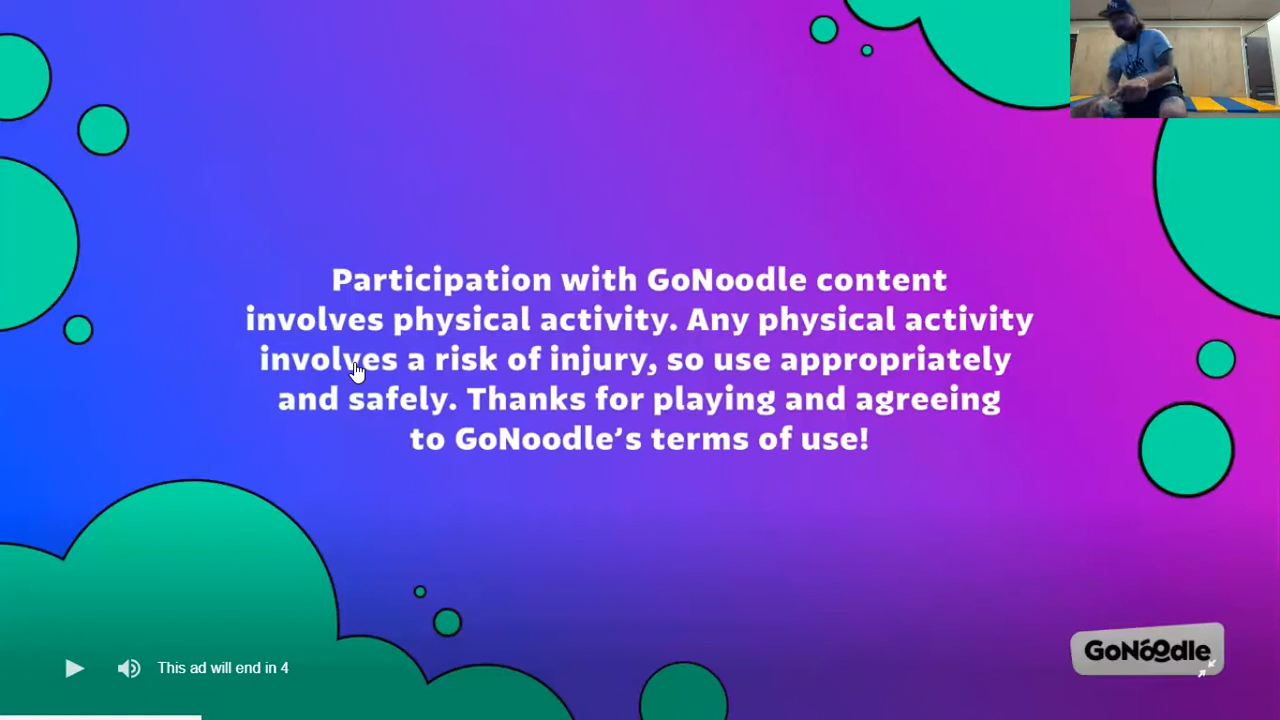 Participation with GoNoodle content
involves physical activity. Any physical activity
involves a risk of injury, so use appropriately
and safely. Thanks for playing and agreeing
to GoNoodle’s terms of use!
This ad will end in 4
GoNoodle